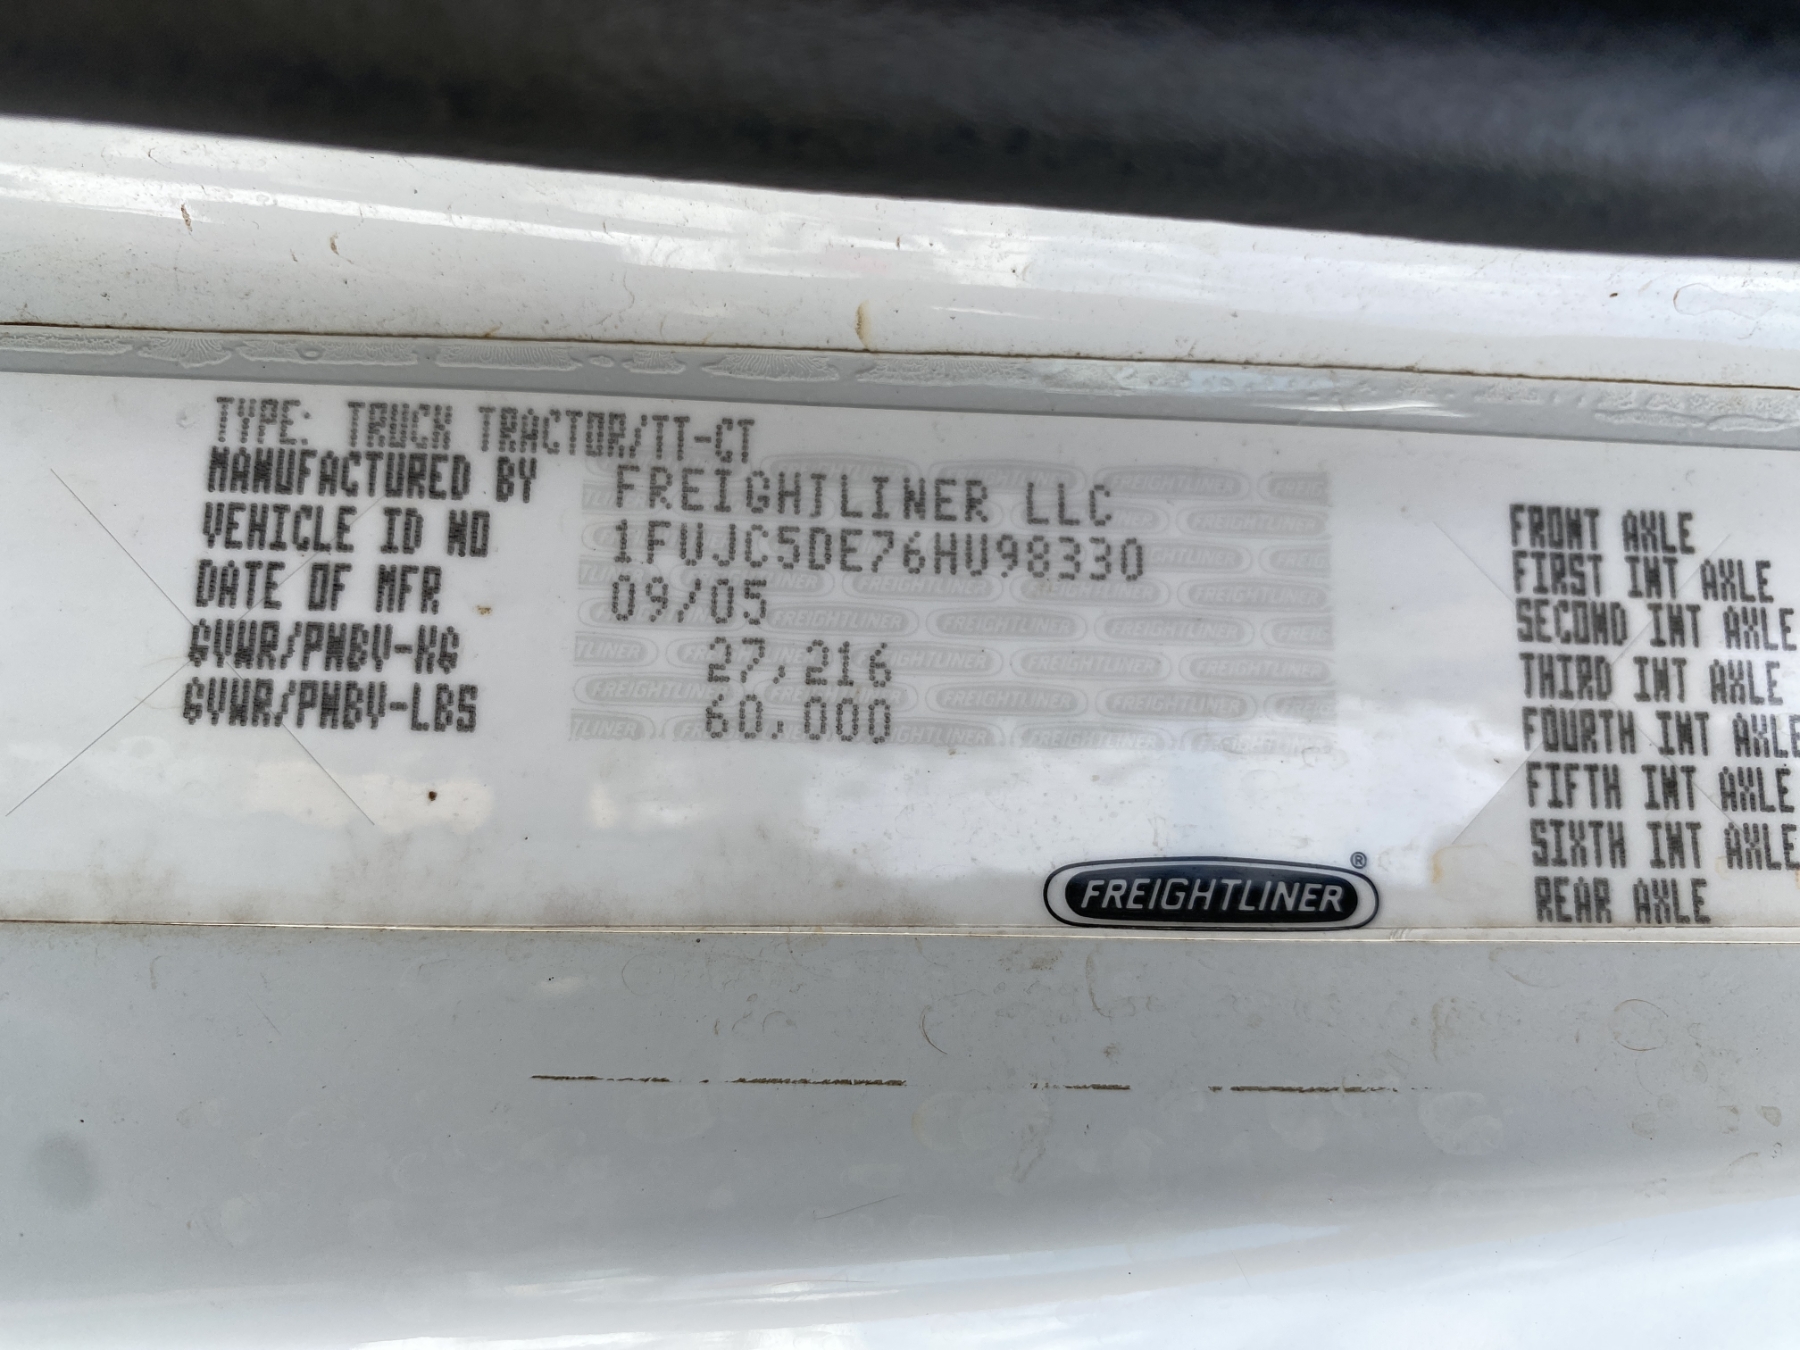 TYPE: TRUCK TRACTOR/TT-CT
MANUFACTURED BY FREIGHTLINER LLC
VEHICLE ID NO 1FUJC5DE76HU98330
DATE OF MFR 09/05
GVWR/PNBV-KG 27,216
GVWR/PNBV-LBS 60,000
FREIGHTLINER®
FRONT AXLE
FIRST INT AXLE
SECOND INT AXLE
THIRD INT AXLE
FOURTH INT AXLE
FIFTH INT AXLE
SIXTH INT AXLE
REAR AXLE